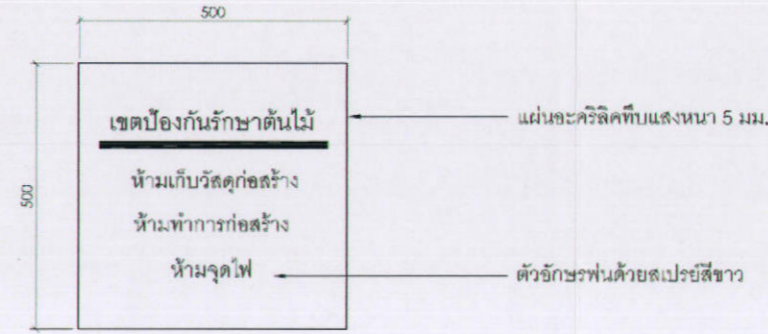 500
500
เขตป้องกันรักษาต้นไม้
แผ่นอะคริลิคทึบแสงหนา 5 มม.
ห้ามเก็บวัสดุก่อสร้าง
ห้ามทำการก่อสร้าง
ห้ามจุดไฟ
ตัวอักษรพ่นด้วยสเปรย์สีขาว